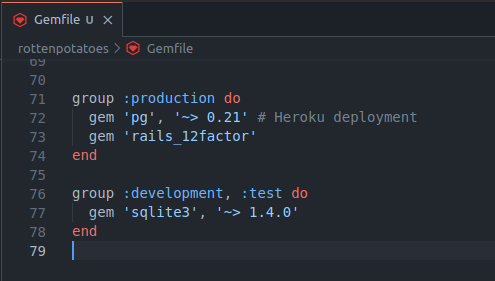 Gemfile U ×
rottenpotatoes > Gemfile
69
70
71 group :production do
72 gem 'pg', '~> 0.21' # Heroku deployment
73 gem 'rails_12factor'
74 end
75
76 group :development, :test do
77 gem 'sqlite3', '~> 1.4.0'
78 end
79